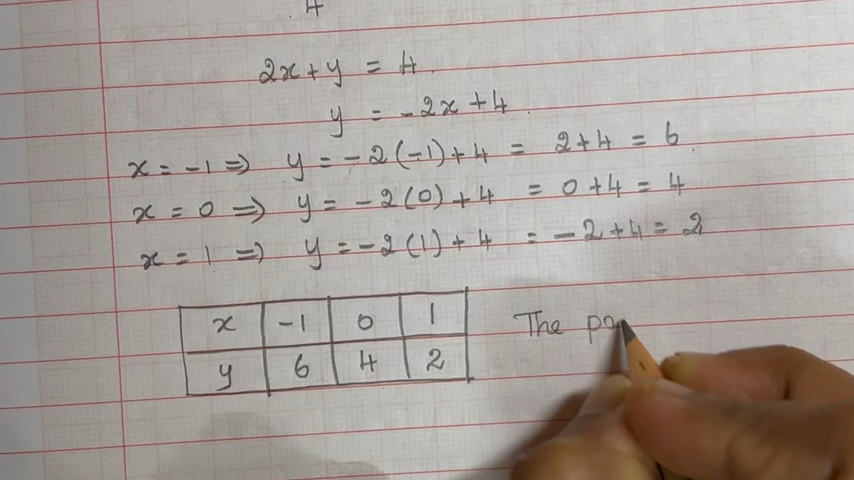 4
2x + y = 4
y = -2x + 4
x = -1 ⇒ y = -2(-1) + 4 = 2 + 4 = 6
x = 0 ⇒ y = -2(0) + 4 = 0 + 4 = 4
x = 1 ⇒ y = -2(1) + 4 = -2 + 4 = 2
x -1 0 1 The po
y 6 4 2